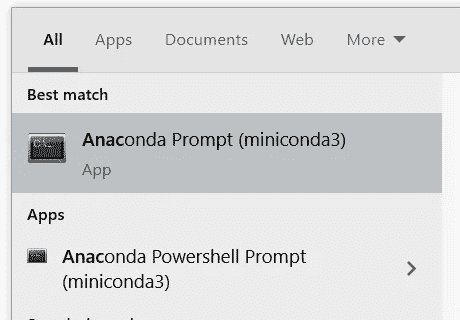 All Apps Documents Web More
Best match
Anaconda Prompt (miniconda3)
App
Apps
Anaconda Powershell Prompt
(miniconda3)